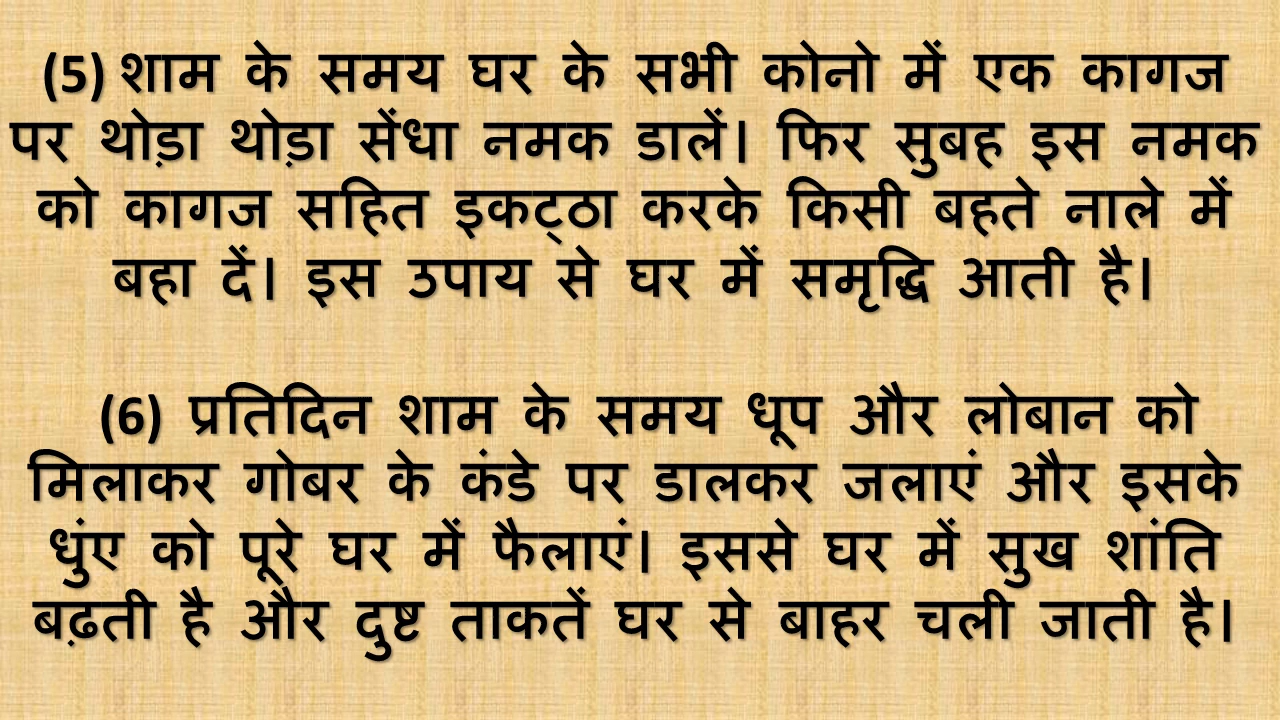 (5) शाम के समय घर के सभी कोनो में एक कागज
पर थोड़ा थोड़ा सेंधा नमक डालें। फिर सुबह इस नमक
को कागज सहित इकट्ठा करके किसी बहते नाले में
बहा दें। इस उपाय से घर में समृद्धि आती है।
(6) प्रतिदिन शाम के समय धूप और लोबान को
मिलाकर गोबर के कंडे पर डालकर जलाएं और इसके
धुंए को पूरे घर में फैलाएं। इससे घर में सुख शांति
बढ़ती है और दुष्ट ताकतें घर से बाहर चली जाती है।